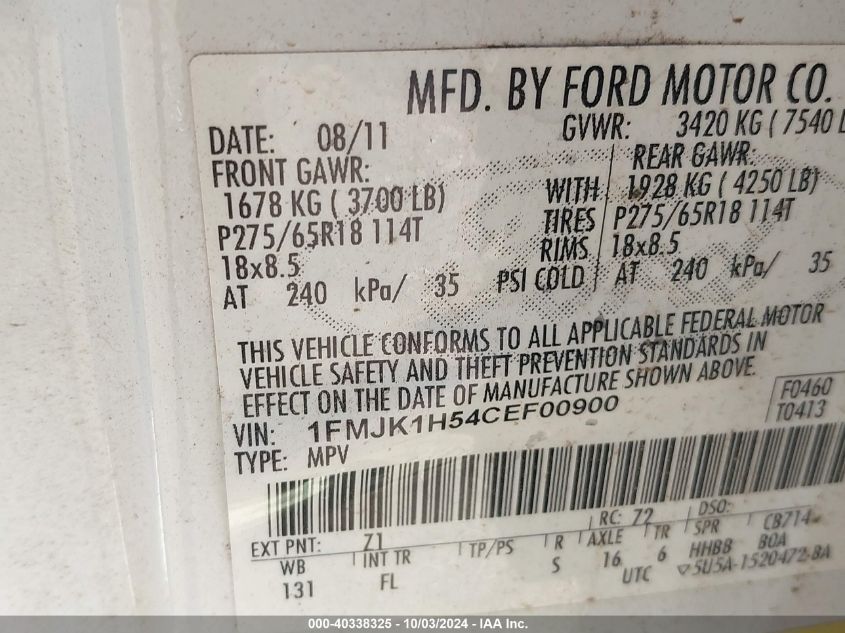 MFD. BY FORD MOTOR CO.
DATE: 08/11 GVWR: 3420 KG ( 7540 L
FRONT GAWR: REAR GAWR:
1678 KG ( 3700 LB) WITH 1928 KG ( 4250 LB)
P275/65R18 114T TIRES P275/65R18 114T
18x8.5 RIMS 18x8.5
AT 240 kPa/ 35 PSI COLD AT 240 kPa/ 35
THIS VEHICLE CONFORMS TO ALL APPLICABLE FEDERAL MOTOR
VEHICLE SAFETY AND THEFT PREVENTION STANDARDS IN
EFFECT ON THE DATE OF MANUFACTURE SHOWN ABOVE.
VIN: 1FMJK1H54CEF00900 F0460
TYPE: MPV T0413
EXT PNT: Z1 RC: 72 DSO:
WB INT TR TP/PS R AXLE TR SPR CB714
131 FL S 16 6 HHBB BOA
UTC ▽5U5A-1520472-BA
000-40338325 - 10/03/2024 - IAA Inc.